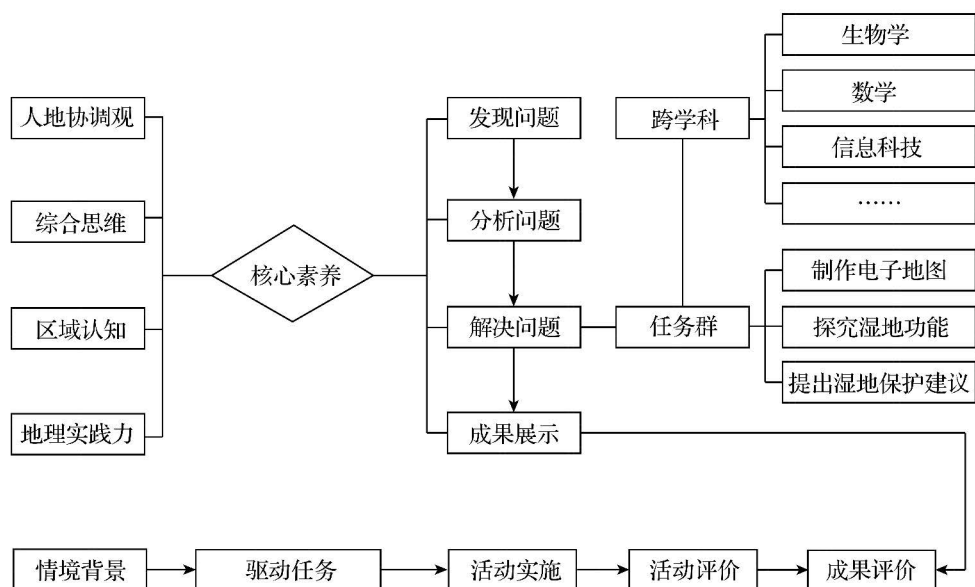 人地协调观
综合思维
区域认知
地理实践力
核心素养
发现问题
分析问题
解决问题
成果展示
跨学科
任务群
生物学
数学
信息科技
……
制作电子地图
探究湿地功能
提出湿地保护建议
情境背景
驱动任务
活动实施
活动评价
成果评价